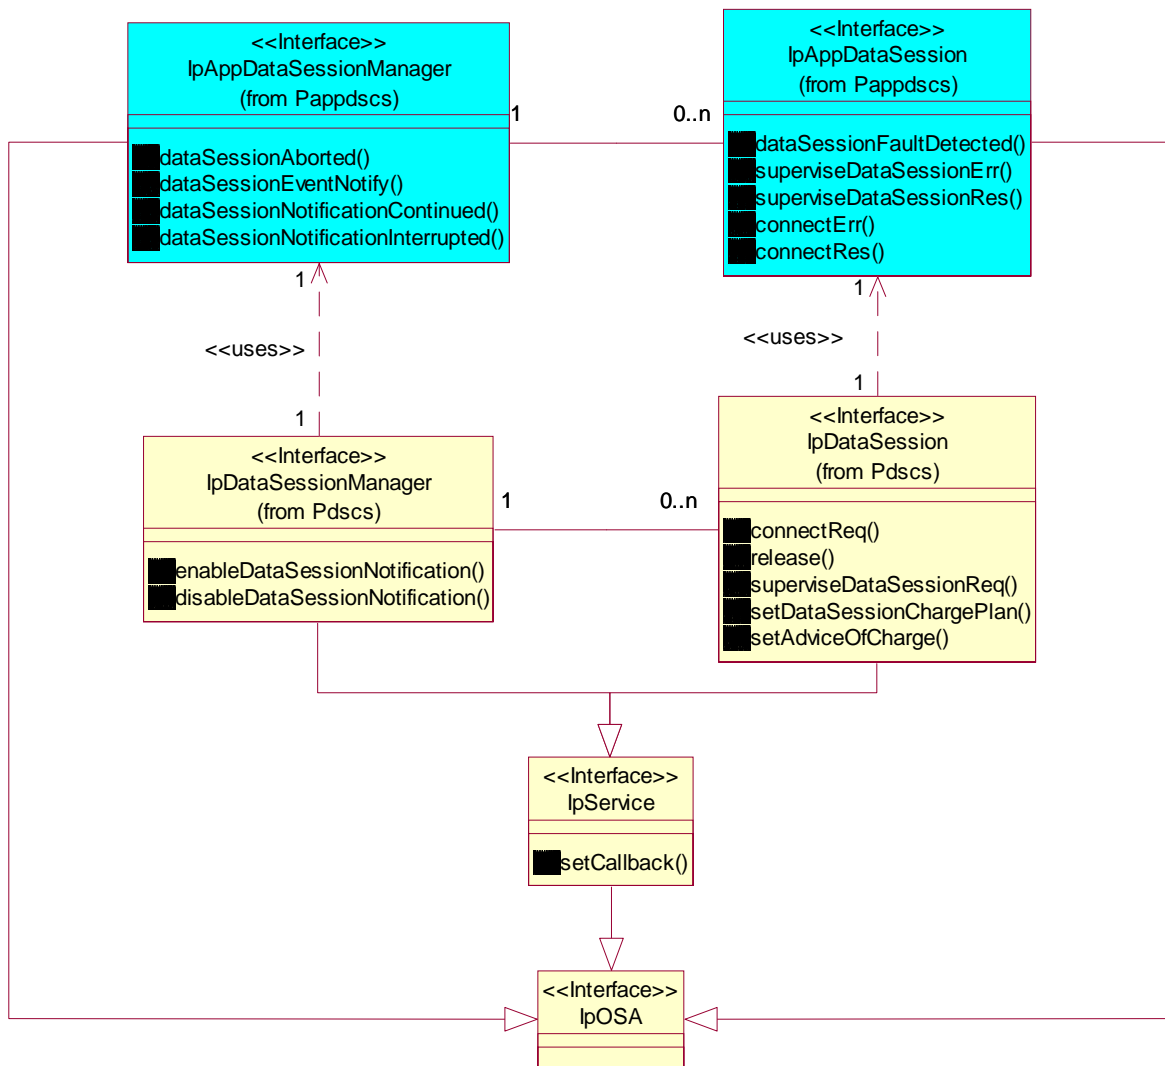 <<Interface>>
IpAppDataSessionManager
(from Pappdscs)
dataSessionAborted()
dataSessionEventNotify()
dataSessionNotificationContinued()
dataSessionNotificationInterrupted()
1
0..n
<<Interface>>
IpAppDataSession
(from Pappdscs)
dataSessionFaultDetected()
superviseDataSessionErr()
superviseDataSessionRes()
connectErr()
connectRes()
1
<<uses>>
1
1
<<uses>>
1
<<Interface>>
IpDataSessionManager
(from Pdscs)
enableDataSessionNotification()
disableDataSessionNotification()
1
0..n
<<Interface>>
IpDataSession
(from Pdscs)
connectReq()
release()
superviseDataSessionReq()
setDataSessionChargePlan()
setAdviceOfCharge()
<<Interface>>
IpService
setCallback()
<<Interface>>
IpOSA